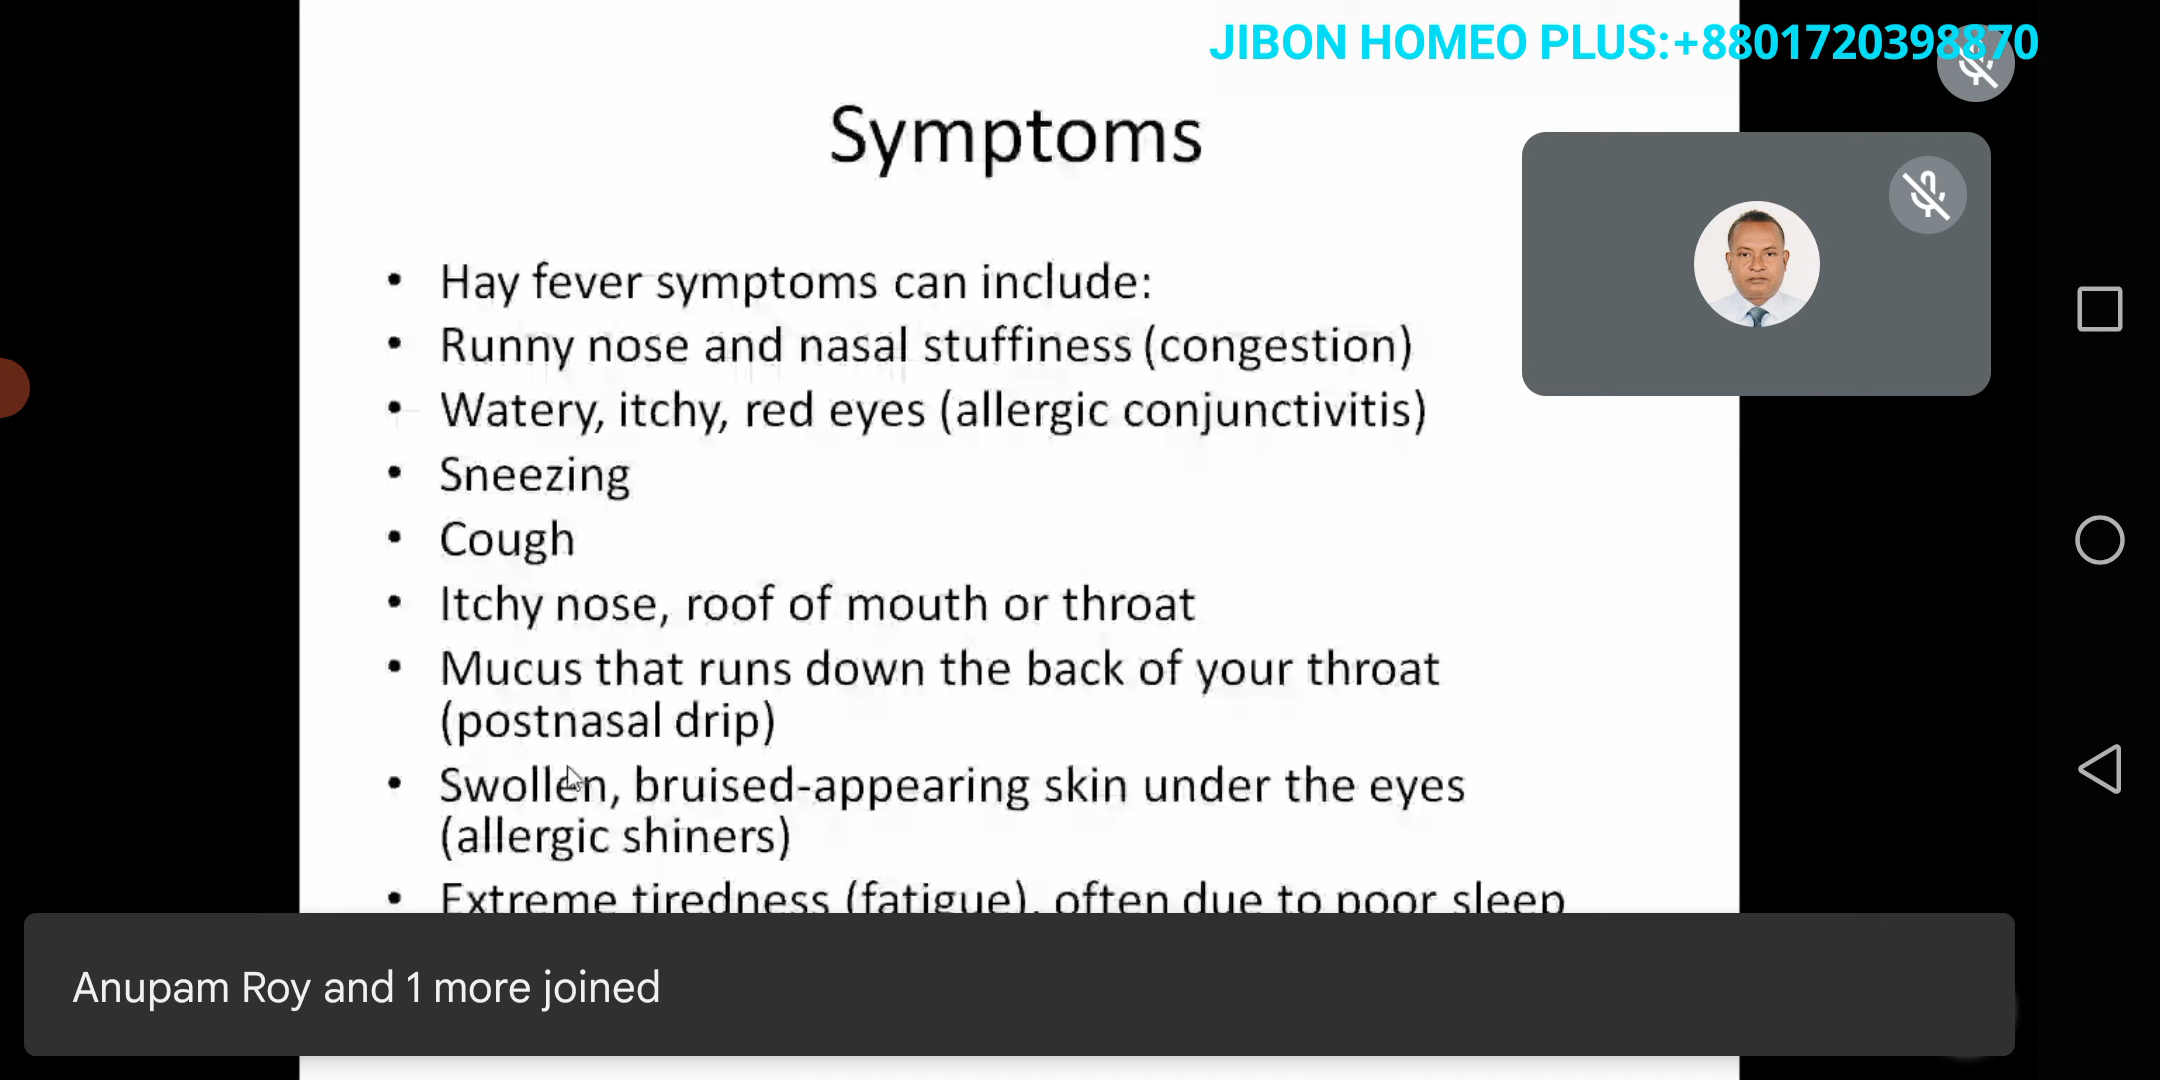 JIBON HOMEO PLUS:+8801720398870
Symptoms
• Hay fever symptoms can include:
• Runny nose and nasal stuffiness (congestion)
• Watery, itchy, red eyes (allergic conjunctivitis)
• Sneezing
• Cough
• Itchy nose, roof of mouth or throat
• Mucus that runs down the back of your throat
(postnasal drip)
• Swollen, bruised-appearing skin under the eyes
(allergic shiners)
• Extreme tiredness (fatigue), often due to poor sleep
Anupam Roy and 1 more joined